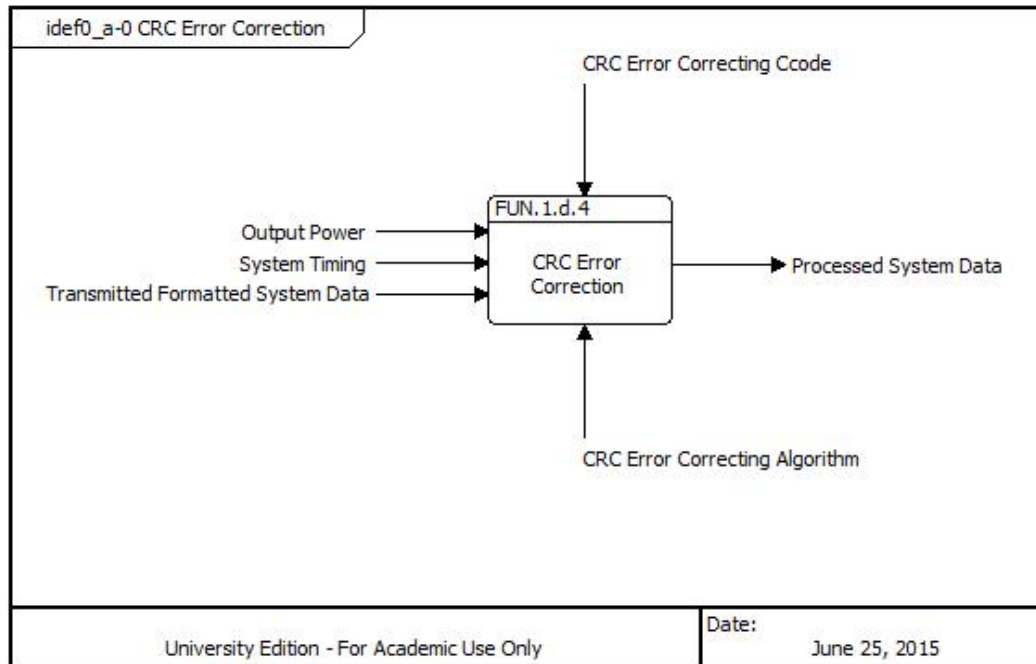 idef0_a-0 CRC Error Correction
CRC Error Correcting Ccode
FUN.1.d.4
CRC Error
Correction
Output Power
System Timing
Transmitted Formatted System Data
Processed System Data
CRC Error Correcting Algorithm
University Edition - For Academic Use Only
Date:
June 25, 2015